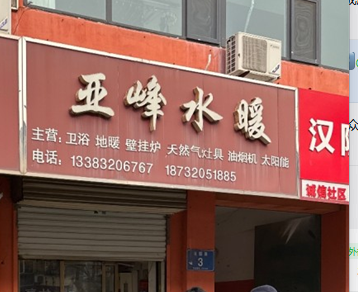 亚峰水暖
主营:卫浴 地暖 壁挂炉 天然气灶具 油烟机 太阳能
电话:13383206767 18732051885
汉
诚信社区
3